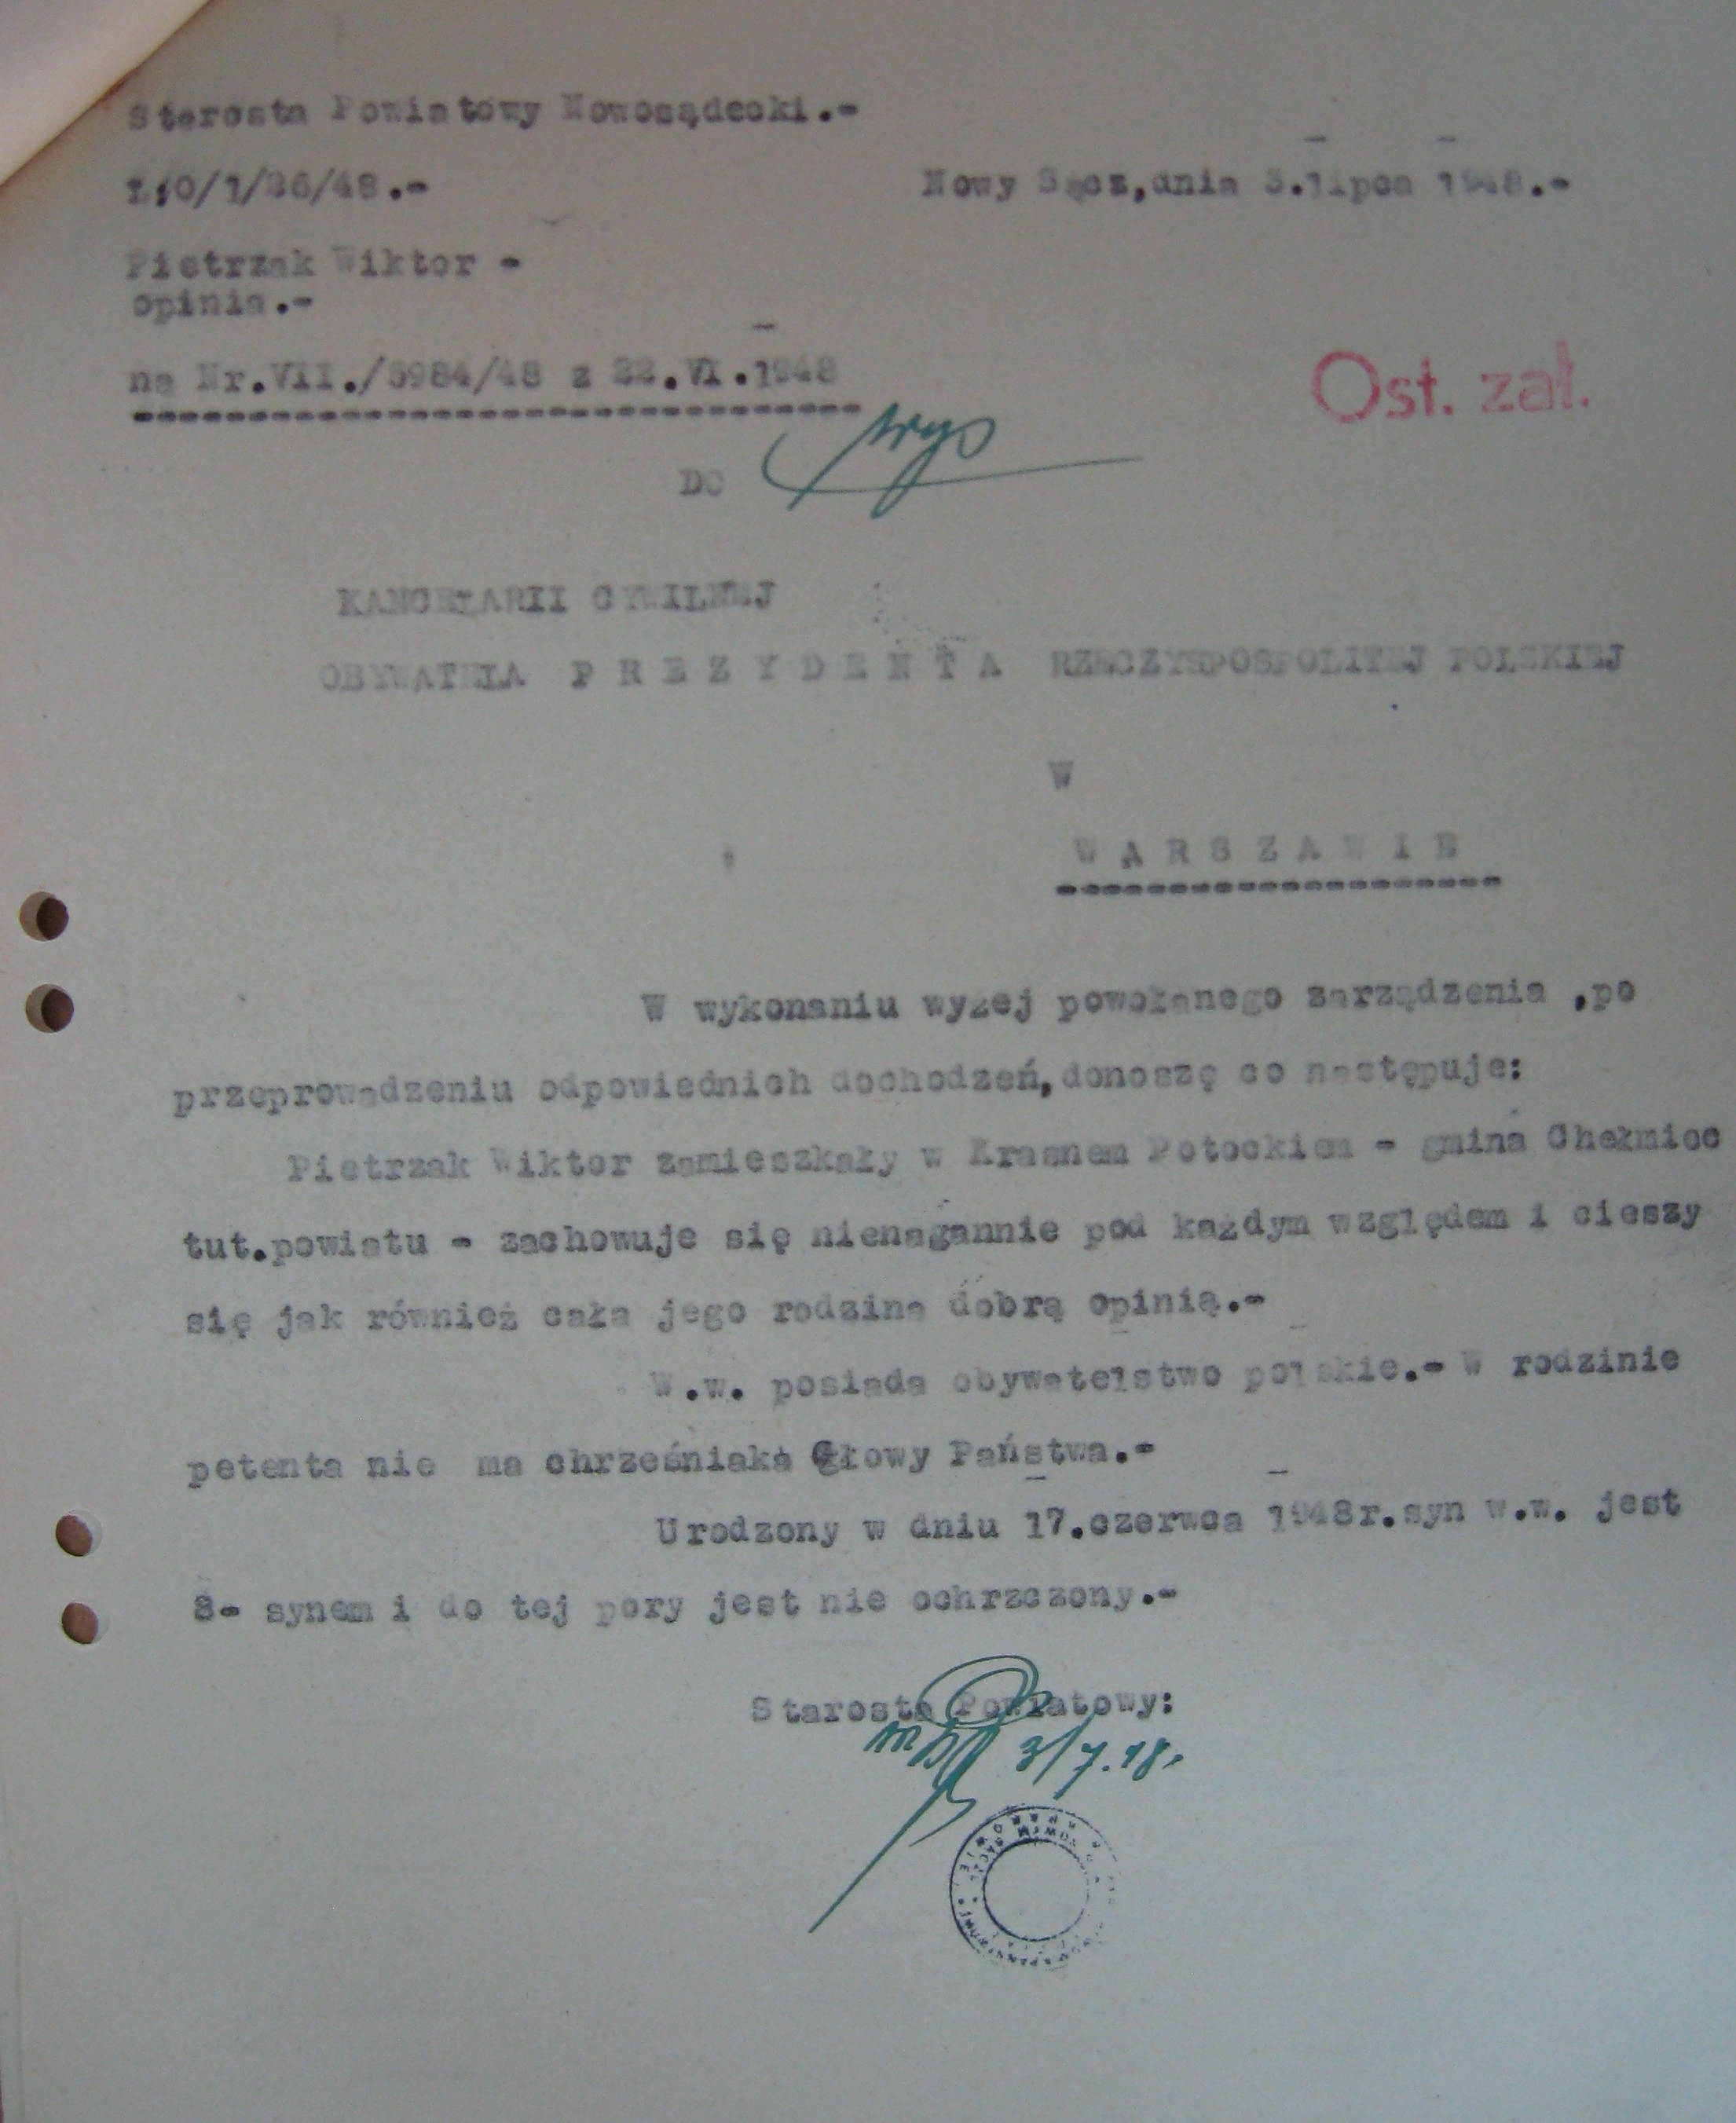 Starosta Powiatowy Nowosądecki.-
L:O/1/26/48.-
Nowy Sącz,dnia 3.lipca 1948.-
Pietrzak Wiktor -
opinia.-
na Nr.VII./5984/48 z 22.VI.1948
Ost. zał.
DO
KANCELARII CYWILNEJ
OBYWATELA P R E Z Y D E N T A RZECZYSPOSPOLITEJ POLSKIEJ
W
W A R S Z A W I E
W wykonaniu wyżej powołanego zarządzenia ,po
przeprowadzeniu odpowiednich dochodzeń,donoszę co następuje:
Pietrzak Wiktor zamieszkały w Krasnem Potockiem - gmina Chełmiec
tut.powiatu - zachowuje się nienagannie pod każdym względem i cieszy
się jak również cała jego rodzina dobrą opinią.-
W.w. posiada obywatelstwo polskie.- W rodzinie
petenta nie ma chrześniaka Głowy Państwa.-
Urodzony w dniu 17.czerwca 1948r.syn w.w. jest
8- synem i do tej pory jest nie ochrzczony.-
Starosta Powiatowy:
3/7.48.